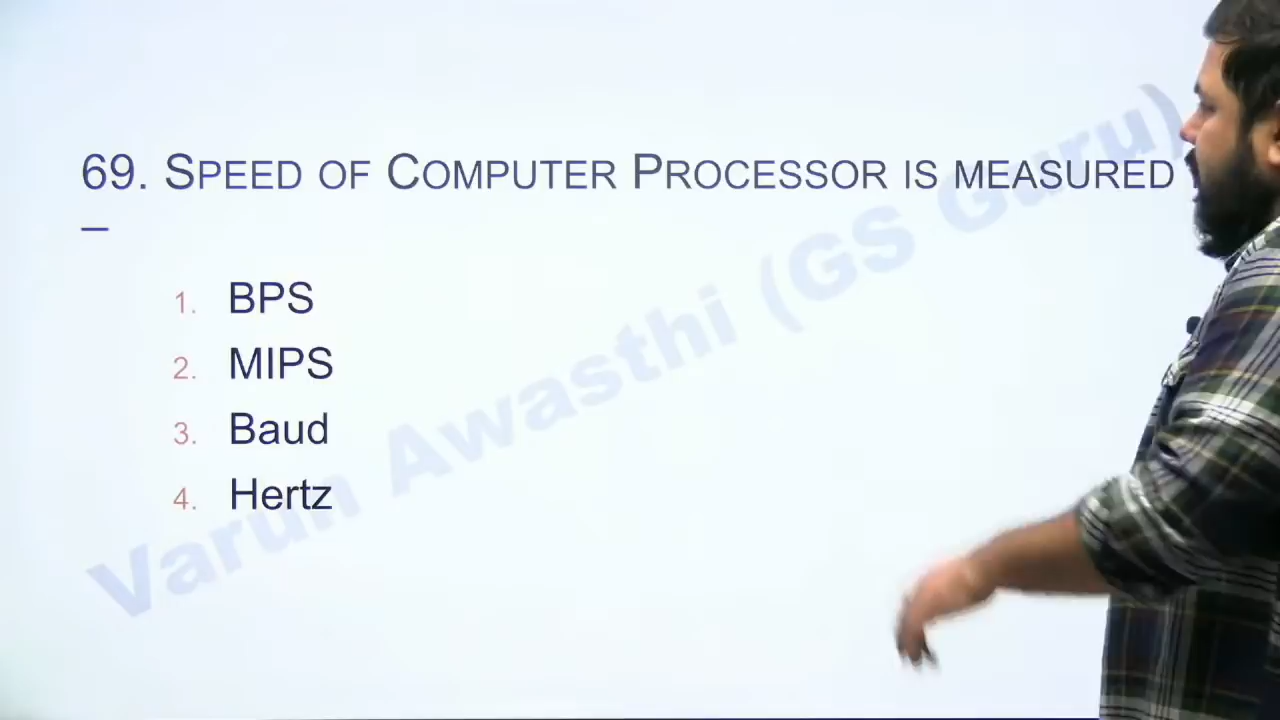 69. SPEED OF COMPUTER PROCESSOR IS MEASURED
–
1. BPS
2. MIPS
3. Baud
4. Hertz
Varun Awasthi (GS Guru)